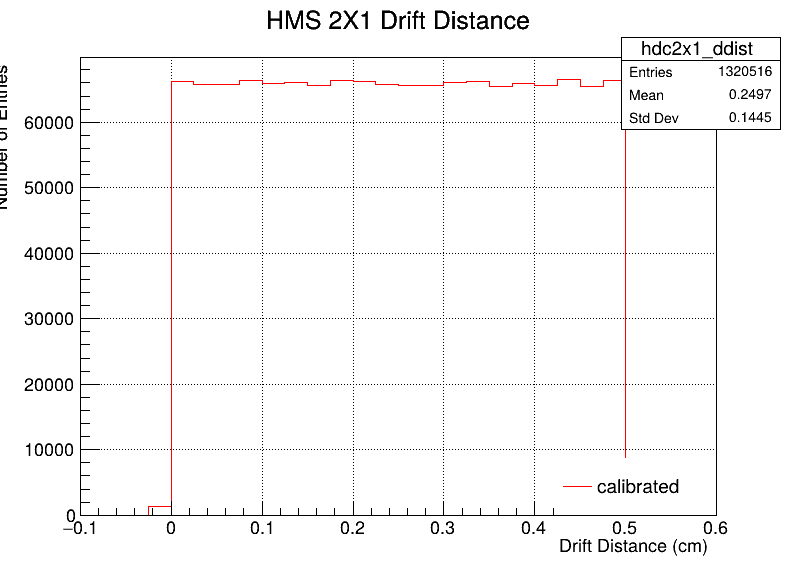 HMS 2X1 Drift Distance
hdc2x1_ddist
Entries 1320516
Mean 0.2497
Std Dev 0.1445
Number of Entries
60000
50000
40000
30000
20000
10000
0
−0.1 0 0.1 0.2 0.3 0.4 0.5 0.6
calibrated
Drift Distance (cm)